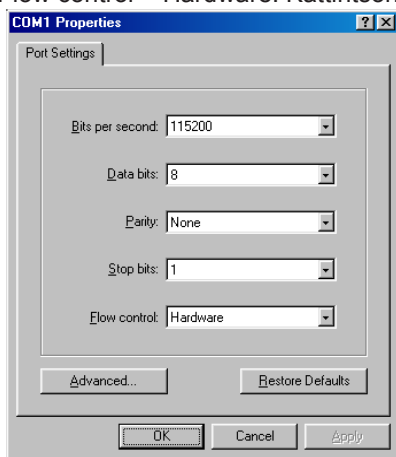 COM1 Properties
Port Settings
Bits per second: 115200
Data bits: 8
Parity: None
Stop bits: 1
Flow control: Hardware
Advanced... Restore Defaults
OK Cancel Apply